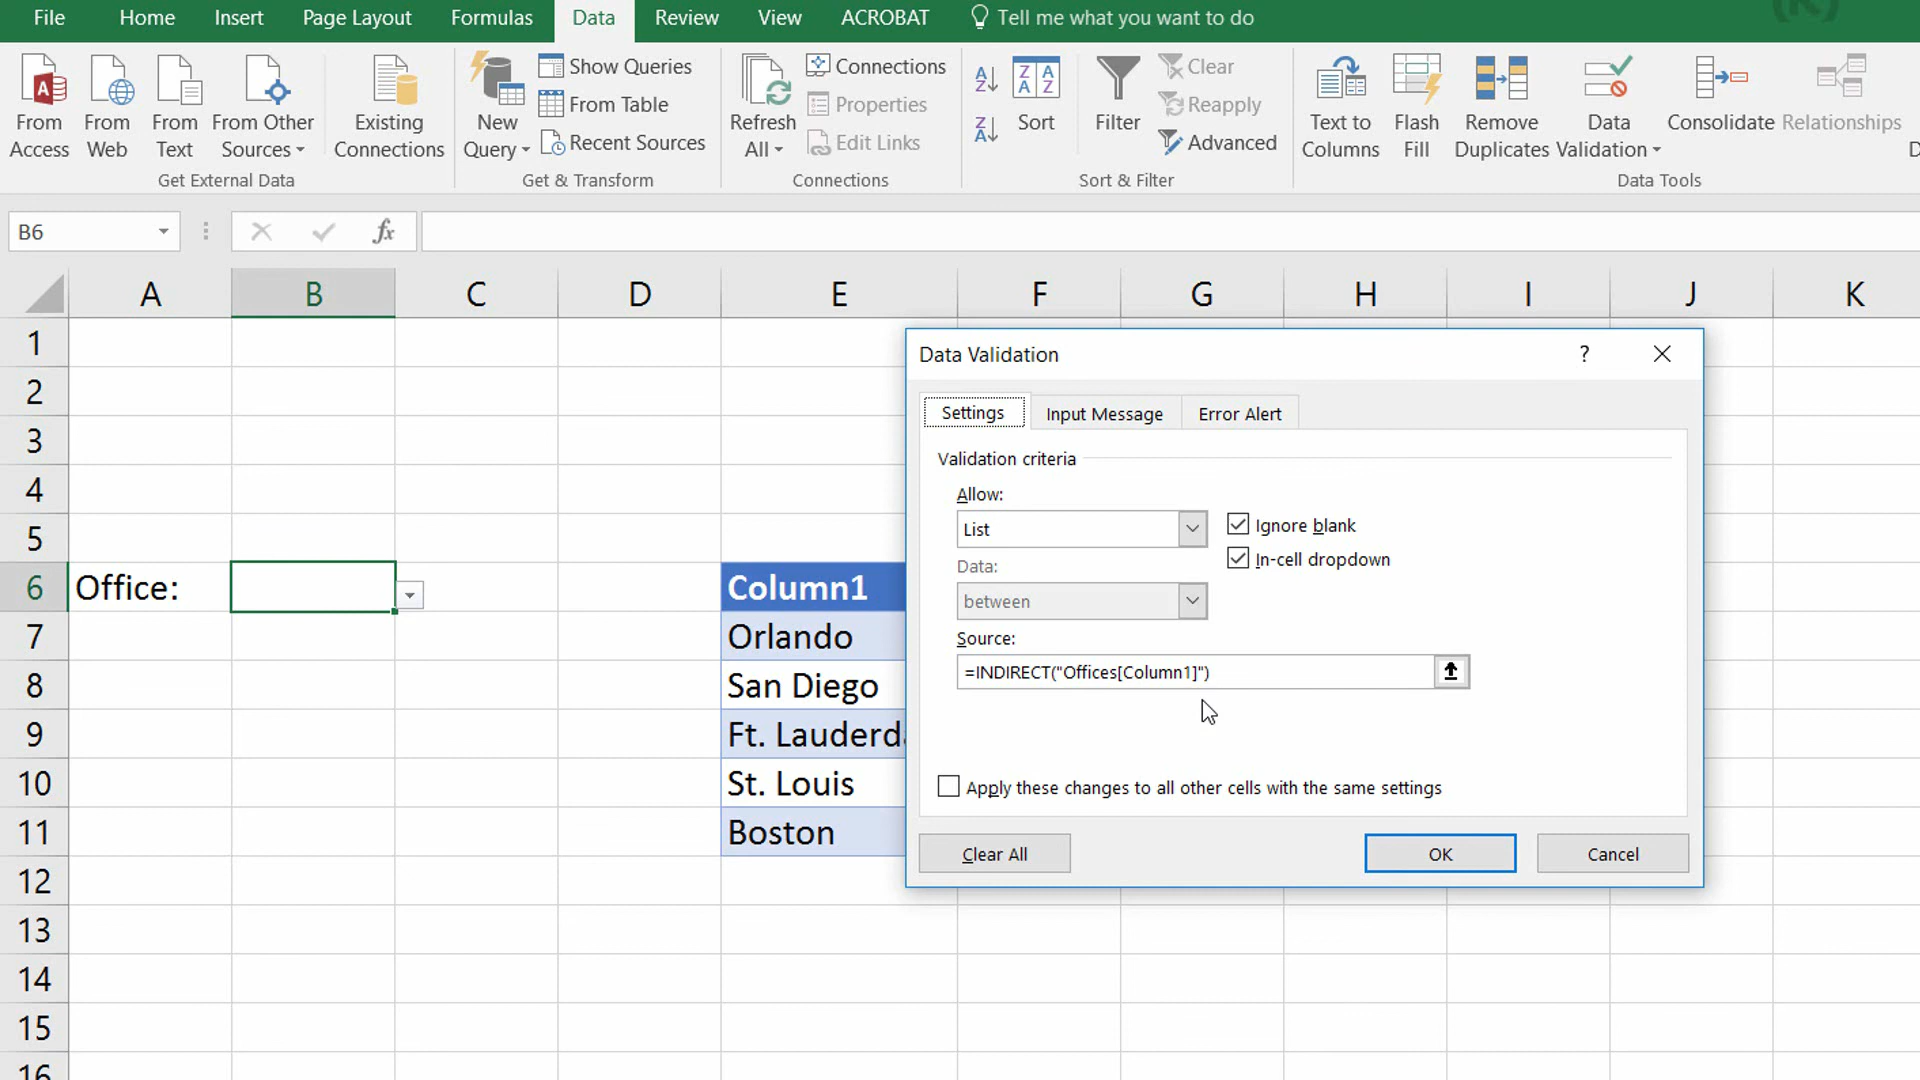 File Home Insert Page Layout Formulas Data Review View ACROBAT Tell me what you want to do
From Access
From Web
From Text
From Other Sources
Existing Connections
Get External Data
New Query
Show Queries
From Table
Recent Sources
Get & Transform
Refresh All
Connections
Properties
Edit Links
Connections
Sort
Filter
Clear
Reapply
Advanced
Sort & Filter
Text to Columns
Flash Fill
Remove Duplicates
Data Validation
Consolidate
Relationships
Data Tools
B6 fx
A B C D E F G H I J K
1
2
3
4
5
6 Office: Column1
7 Orlando
8 San Diego
9 Ft. Lauderd
10 St. Louis
11 Boston
12
13
14
15
16
Data Validation ?
Settings Input Message Error Alert
Validation criteria
Allow:
List
Ignore blank
In-cell dropdown
Data:
between
Source:
=INDIRECT("Offices[Column1]")
Apply these changes to all other cells with the same settings
Clear All OK Cancel